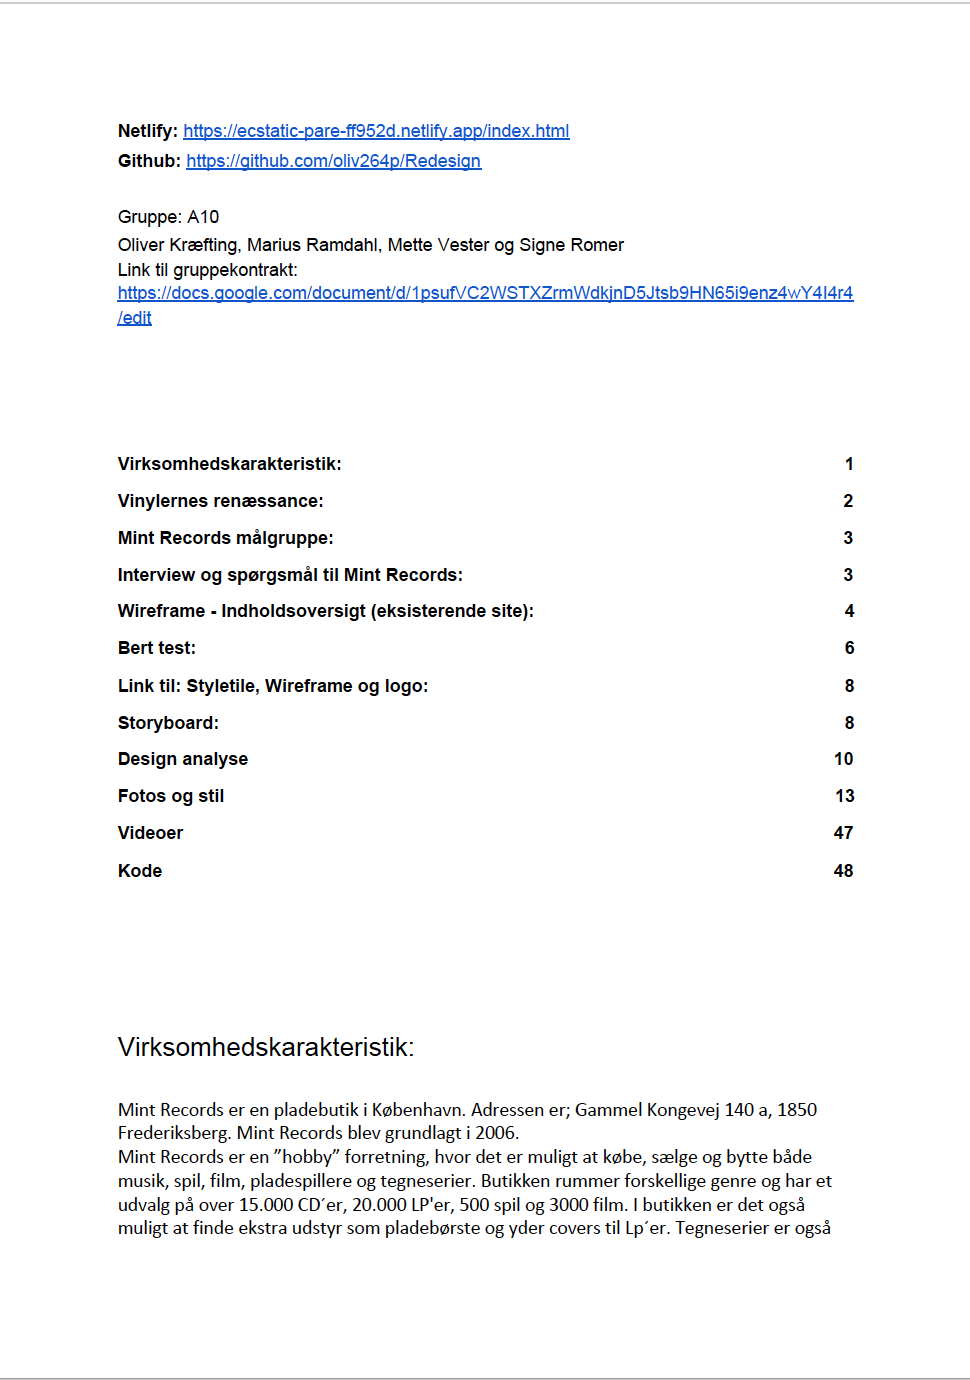 Netlify: https://ecstatic-pare-ff952d.netlify.app/index.html
Github: https://github.com/oliv264p/Redesign
Gruppe: A10
Oliver Kræfting, Marius Ramdahl, Mette Vester og Signe Rømer
Link til gruppekontrakt:
https://docs.google.com/document/d/1psufVC2WSTXZrmWdkjnD5Jtsb9HN65i9enz4wY4I4r4
/edit
Virksomhedskarakteristik: 1
Vinylernes renæssance: 2
Mint Records målgruppe: 3
Interview og spørgsmål til Mint Records: 3
Wireframe - Indholdsoversigt (eksisterende site): 4
Bert test: 6
Link til: Styletile, Wireframe og logo: 8
Storyboard: 8
Design analyse 10
Fotos og stil 13
Videoer 47
Kode 48
Virksomhedskarakteristik:
Mint Records er en pladebutik i København. Adressen er; Gammel Kongevej 140 a, 1850
Frederiksberg. Mint Records blev grundlagt i 2006.
Mint Records er en ”hobby” forretning, hvor det er muligt at købe, sælge og bytte både
musik, spil, film, pladespillere og tegneserier. Butikken rummer forskellige genre og har et
udvalg på over 15.000 CD´er, 20.000 LP'er, 500 spil og 3000 film. I butikken er det også
muligt at finde ekstra udstyr som pladebørste og yder covers til Lp´er. Tegneserier er også